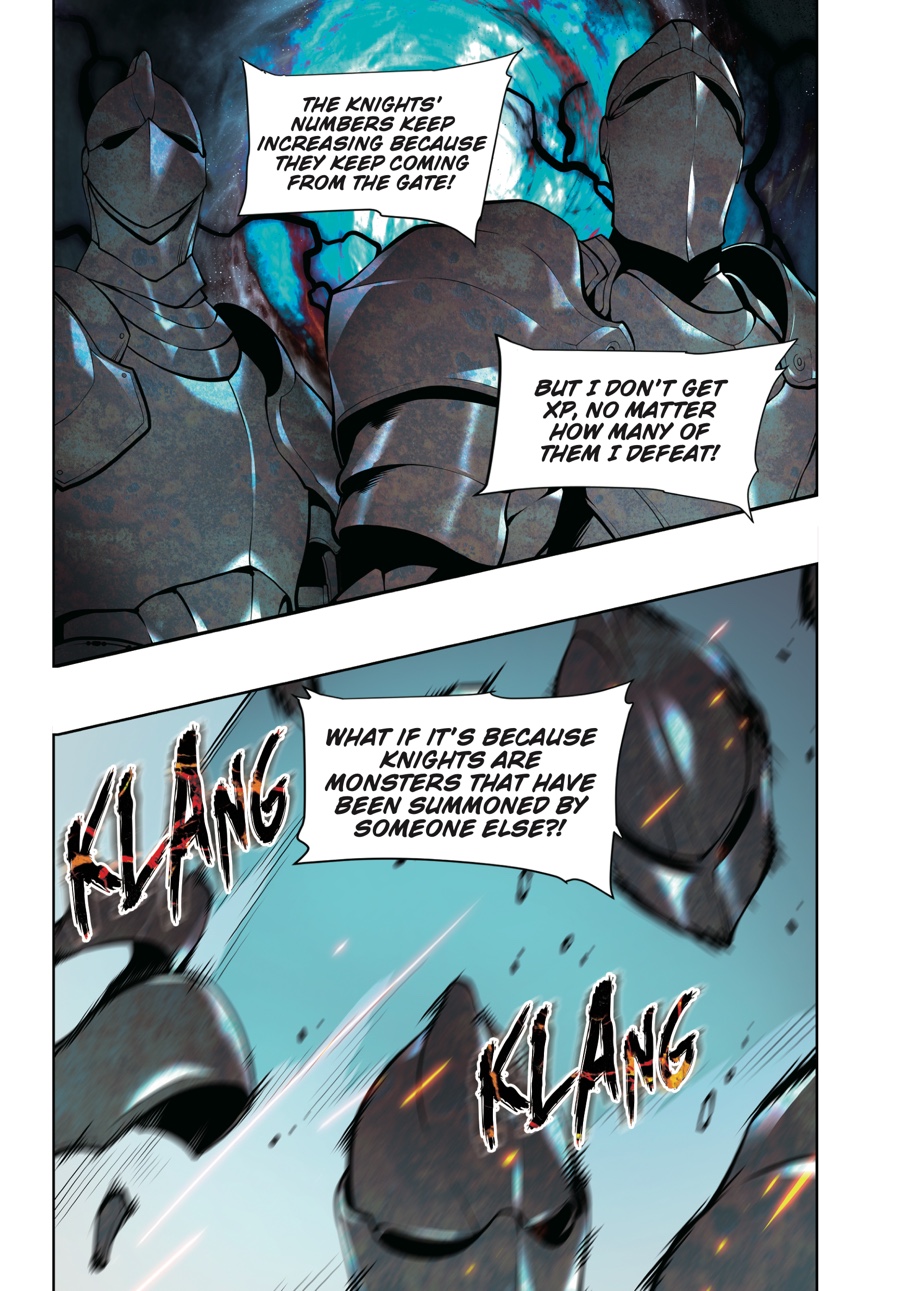 THE KNIGHTS'
NUMBERS KEEP
INCREASING BECAUSE
THEY KEEP COMING
FROM THE GATE!
BUT I DON'T GET
XP, NO MATTER
HOW MANY OF
THEM I DEFEAT!
WHAT IF IT'S BECAUSE
KNIGHTS ARE
MONSTERS THAT HAVE
BEEN SUMMONED BY
SOMEONE ELSE?!
KLANG
KLANG